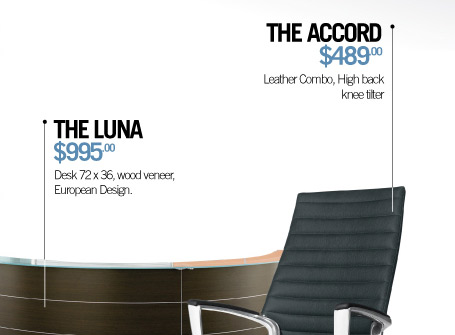 THE ACCORD
$489.00
Leather Combo, High back
knee tilter
THE LUNA
$995.00
Desk 72 x 36, wood veneer,
European Design.